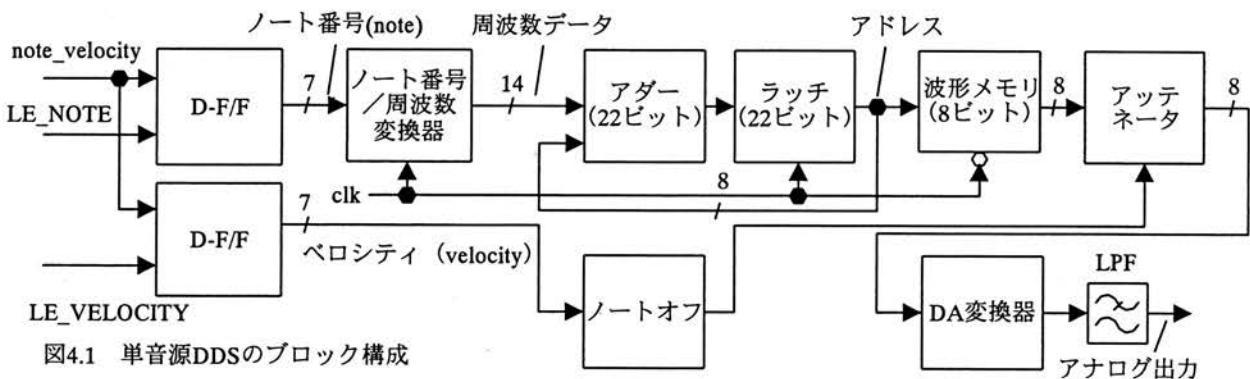 ノート番号(note)
周波数データ
アドレス
note_velocity
LE_NOTE
D-F/F
7
ノート番号
／周波数
変換器
14
アダー
(22ビット)
ラッチ
(22ビット)
波形メモリ
(8ビット)
8
アッテ
ネータ
8
clk
8
D-F/F
7
ベロシティ（velocity）
LE_VELOCITY
ノートオフ
DA変換器
LPF
アナログ出力
図4.1 単音源DDSのブロック構成